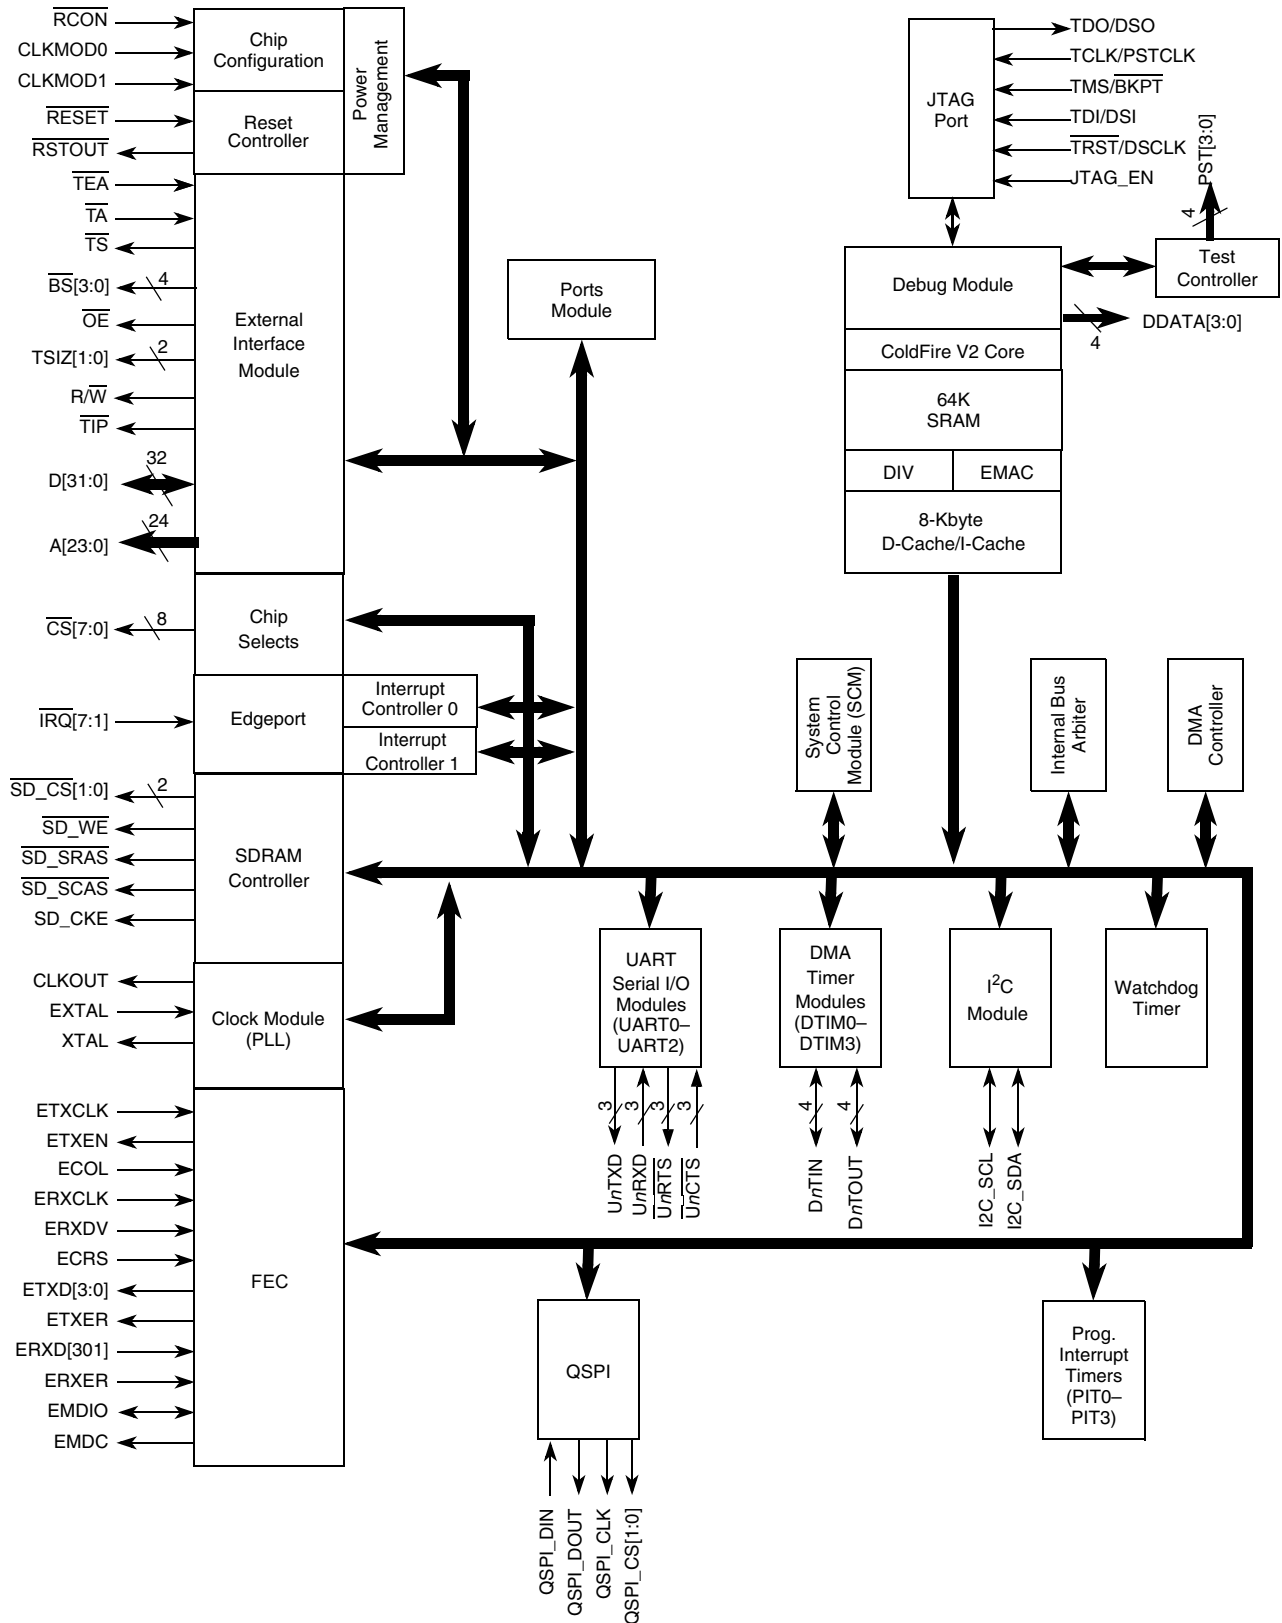 RCON
CLKMOD0
CLKMOD1
RESET
RSTOUT
TEA
TA
TS
BS[3:0]
4
OE
TSIZ[1:0]
2
R/W
TIP
D[31:0]
32
A[23:0]
24
CS[7:0]
8
IRQ[7:1]
SD_CS[1:0]
2
SD_WE
SD_SRAS
SD_SCAS
SD_CKE
CLKOUT
EXTAL
XTAL
ETXCLK
ETXEN
ECOL
ERXCLK
ERXDV
ECRS
ETXD[3:0]
ETXER
ERXD[301]
ERXER
EMDIO
EMDC
Chip
Configuration
Reset
Controller
Power
Management
External
Interface
Module
Chip
Selects
Edgeport
Interrupt
Controller 0
Interrupt
Controller 1
SDRAM
Controller
Clock Module
(PLL)
FEC
Ports
Module
JTAG
Port
TDO/DSO
TCLK/PSTCLK
TMS/BKPT
TDI/DSI
TRST/DSCLK
JTAG_EN
PST[3:0]
4
Test
Controller
Debug Module
DDATA[3:0]
4
ColdFire V2 Core
64K
SRAM
DIV
EMAC
8-Kbyte
D-Cache/I-Cache
System
Control
Module (SCM)
Internal Bus
Arbiter
DMA
Controller
UART
Serial I/O
Modules
(UART0–
UART2)
3
3
3
3
UnTXD
UnRXD
UnRTS
UnCTS
DMA
Timer
Modules
(DTIM0–
DTIM3)
4
4
DnTIN
DnTOUT
I2C
Module
I2C_SCL
I2C_SDA
Watchdog
Timer
QSPI
QSPI_DIN
QSPI_DOUT
QSPI_CLK
QSPI_CS[1:0]
Prog.
Interrupt
Timers
(PIT0–
PIT3)